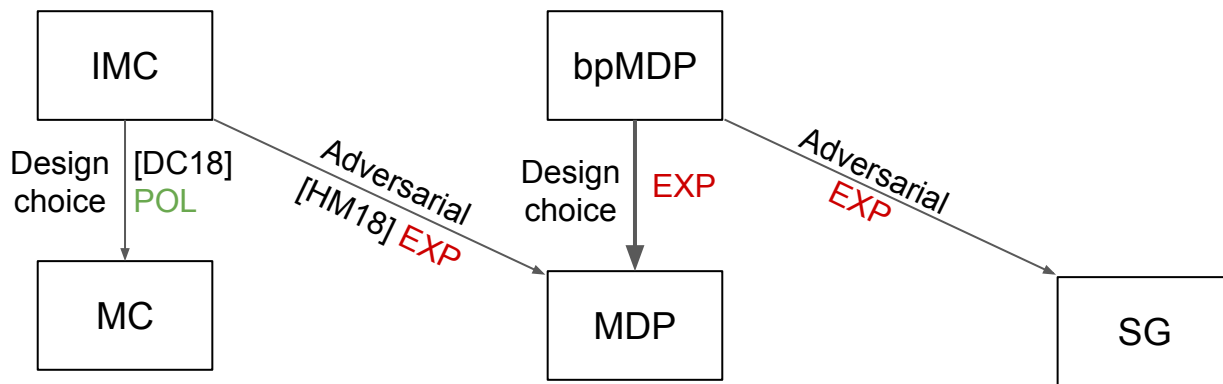 IMC
bpMDP
Design
choice
[DC18]
POL
Adversarial
[HM18] EXP
Design
choice
EXP
Adversarial
EXP
MC
MDP
SG